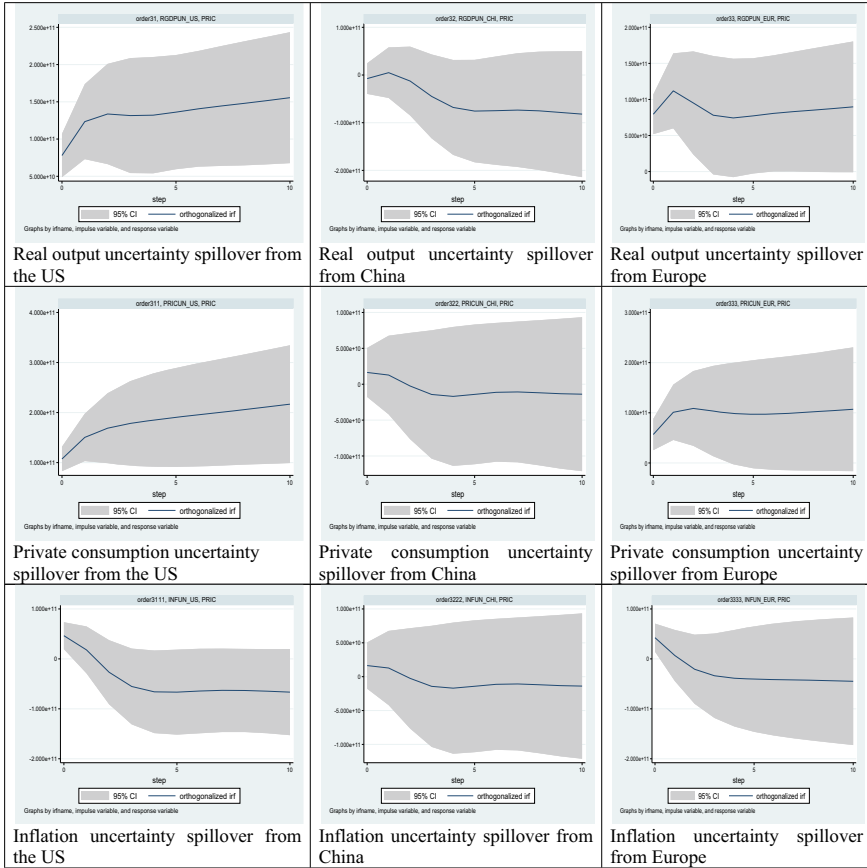 order31, RGDPUN_US, PRIC
2.500e+11
2.000e+11
1.500e+11
1.000e+11
5.000e+10
0
5
10
step
95% CI
orthogonalized irf
Graphs by irfname, impulse variable, and response variable
Real output uncertainty spillover from
the US
order32, RGDPUN_CHI, PRIC
1.000e+11
0
-1.000e+11
-2.000e+11
0
5
10
step
95% CI
orthogonalized irf
Graphs by irfname, impulse variable, and response variable
Real output uncertainty spillover
from China
order33, RGDPUN_EUR, PRIC
2.000e+11
1.500e+11
1.000e+11
5.000e+10
0
0
5
10
step
95% CI
orthogonalized irf
Graphs by irfname, impulse variable, and response variable
Real output uncertainty spillover
from Europe
order311, PRICUN_US, PRIC
4.000e+11
3.000e+11
2.000e+11
1.000e+11
0
5
10
step
95% CI
orthogonalized irf
Graphs by irfname, impulse variable, and response variable
Private consumption uncertainty
spillover from the US
order322, PRICUN_CHI, PRIC
1.000e+11
5.000e+10
0
-5.000e+10
-1.000e+11
0
5
10
step
95% CI
orthogonalized irf
Graphs by irfname, impulse variable, and response variable
Private consumption uncertainty
spillover from China
order333, PRICUN_EUR, PRIC
3.000e+11
2.000e+11
1.000e+11
0
0
5
10
step
95% CI
orthogonalized irf
Graphs by irfname, impulse variable, and response variable
Private consumption uncertainty
spillover from Europe
order3111, INFUN_US, PRIC
1.000e+11
0
-1.000e+11
-2.000e+11
0
5
10
step
95% CI
orthogonalized irf
Graphs by irfname, impulse variable, and response variable
Inflation uncertainty spillover from
the US
order3222, INFUN_CHI, PRIC
1.000e+11
5.000e+10
0
-5.000e+10
-1.000e+11
0
5
10
step
95% CI
orthogonalized irf
Graphs by irfname, impulse variable, and response variable
Inflation uncertainty spillover from
China
order3333, INFUN_EUR, PRIC
1.000e+11
0
-1.000e+11
-2.000e+11
0
5
10
step
95% CI
orthogonalized irf
Graphs by irfname, impulse variable, and response variable
Inflation uncertainty spillover
from Europe